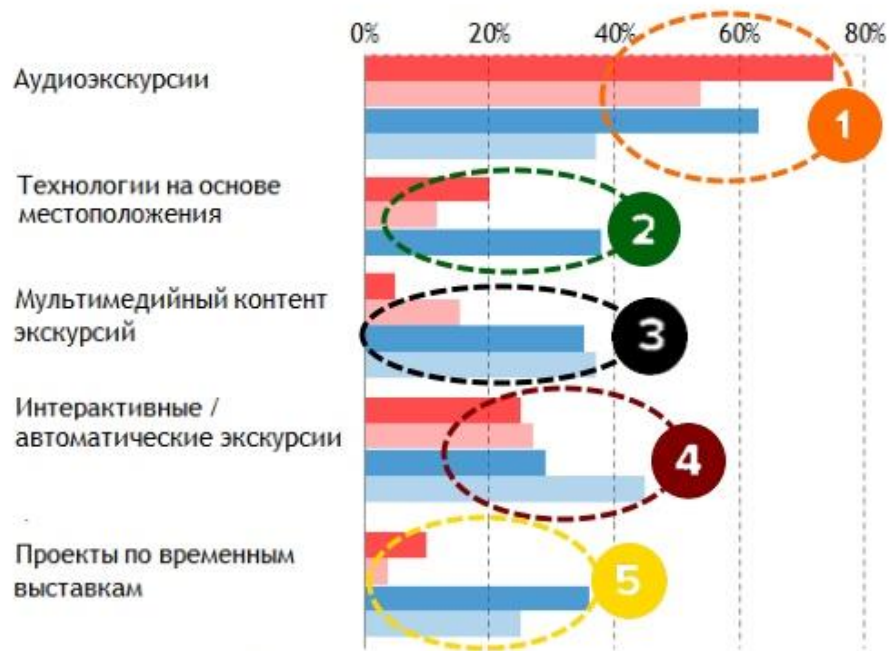 0% 20% 40% 60% 80%
Аудиоэкскурсии
1
Технологии на основе
местоположения
2
Мультимедийный контент
экскурсий
3
Интерактивные /
автоматические экскурсии
4
Проекты по временным
выставкам
5